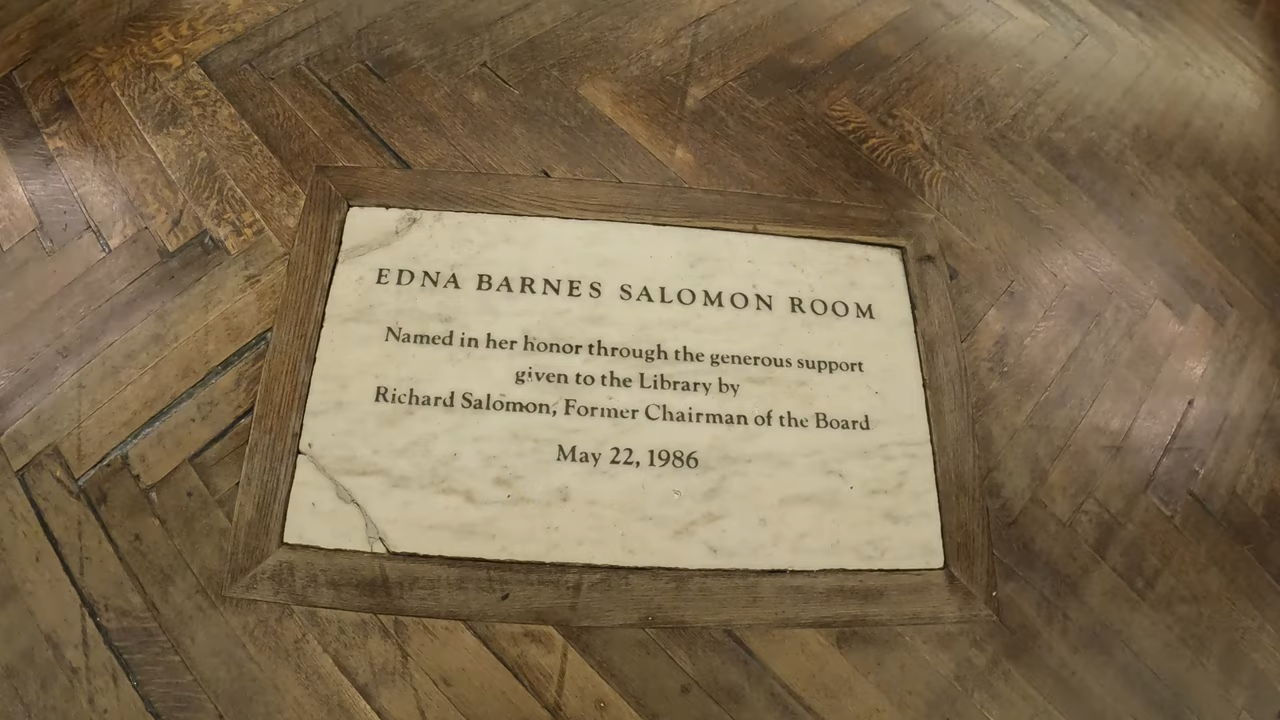 EDNA BARNES SALOMON ROOM
Named in her honor through the generous support
given to the Library by
Richard Salomon, Former Chairman of the Board
May 22, 1986